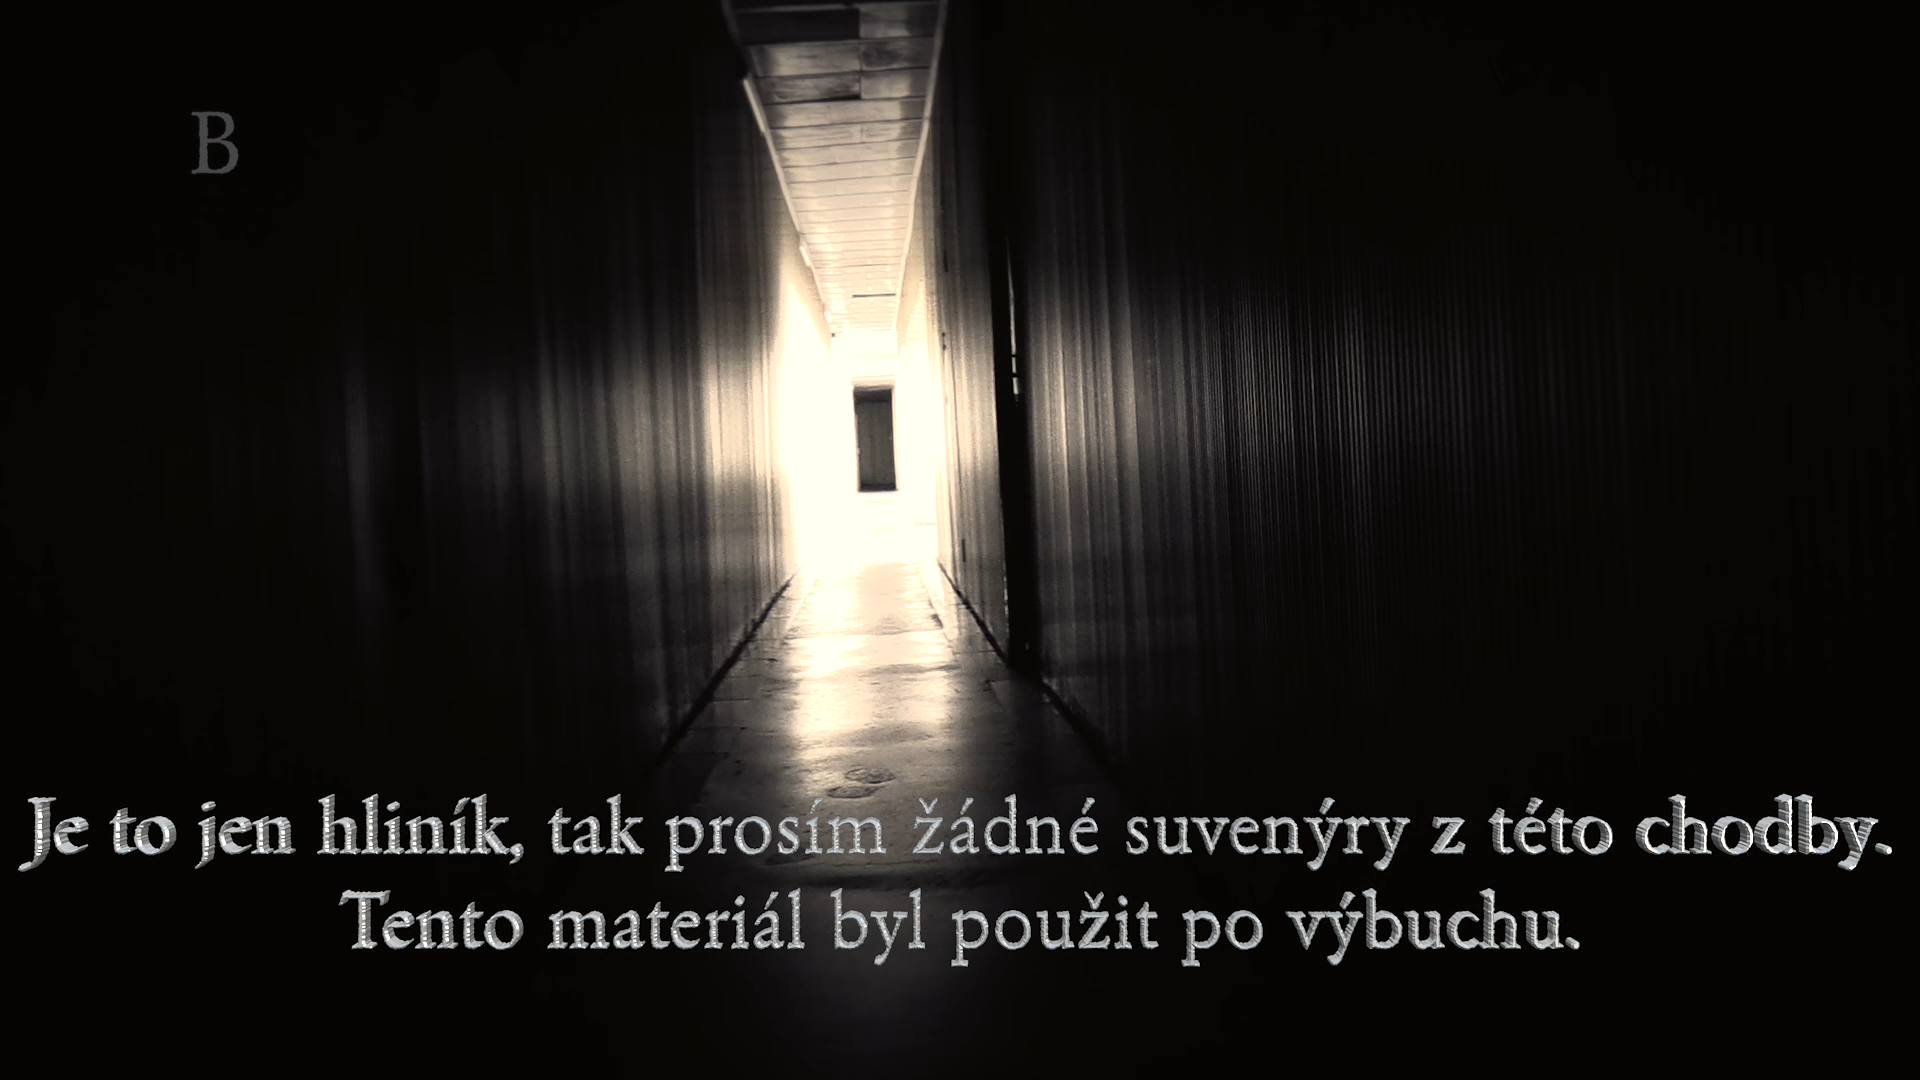 B
Je to jen hliník, tak prosím žádné suvenýry z této chodby.
Tento materiál byl použit po výbuchu.